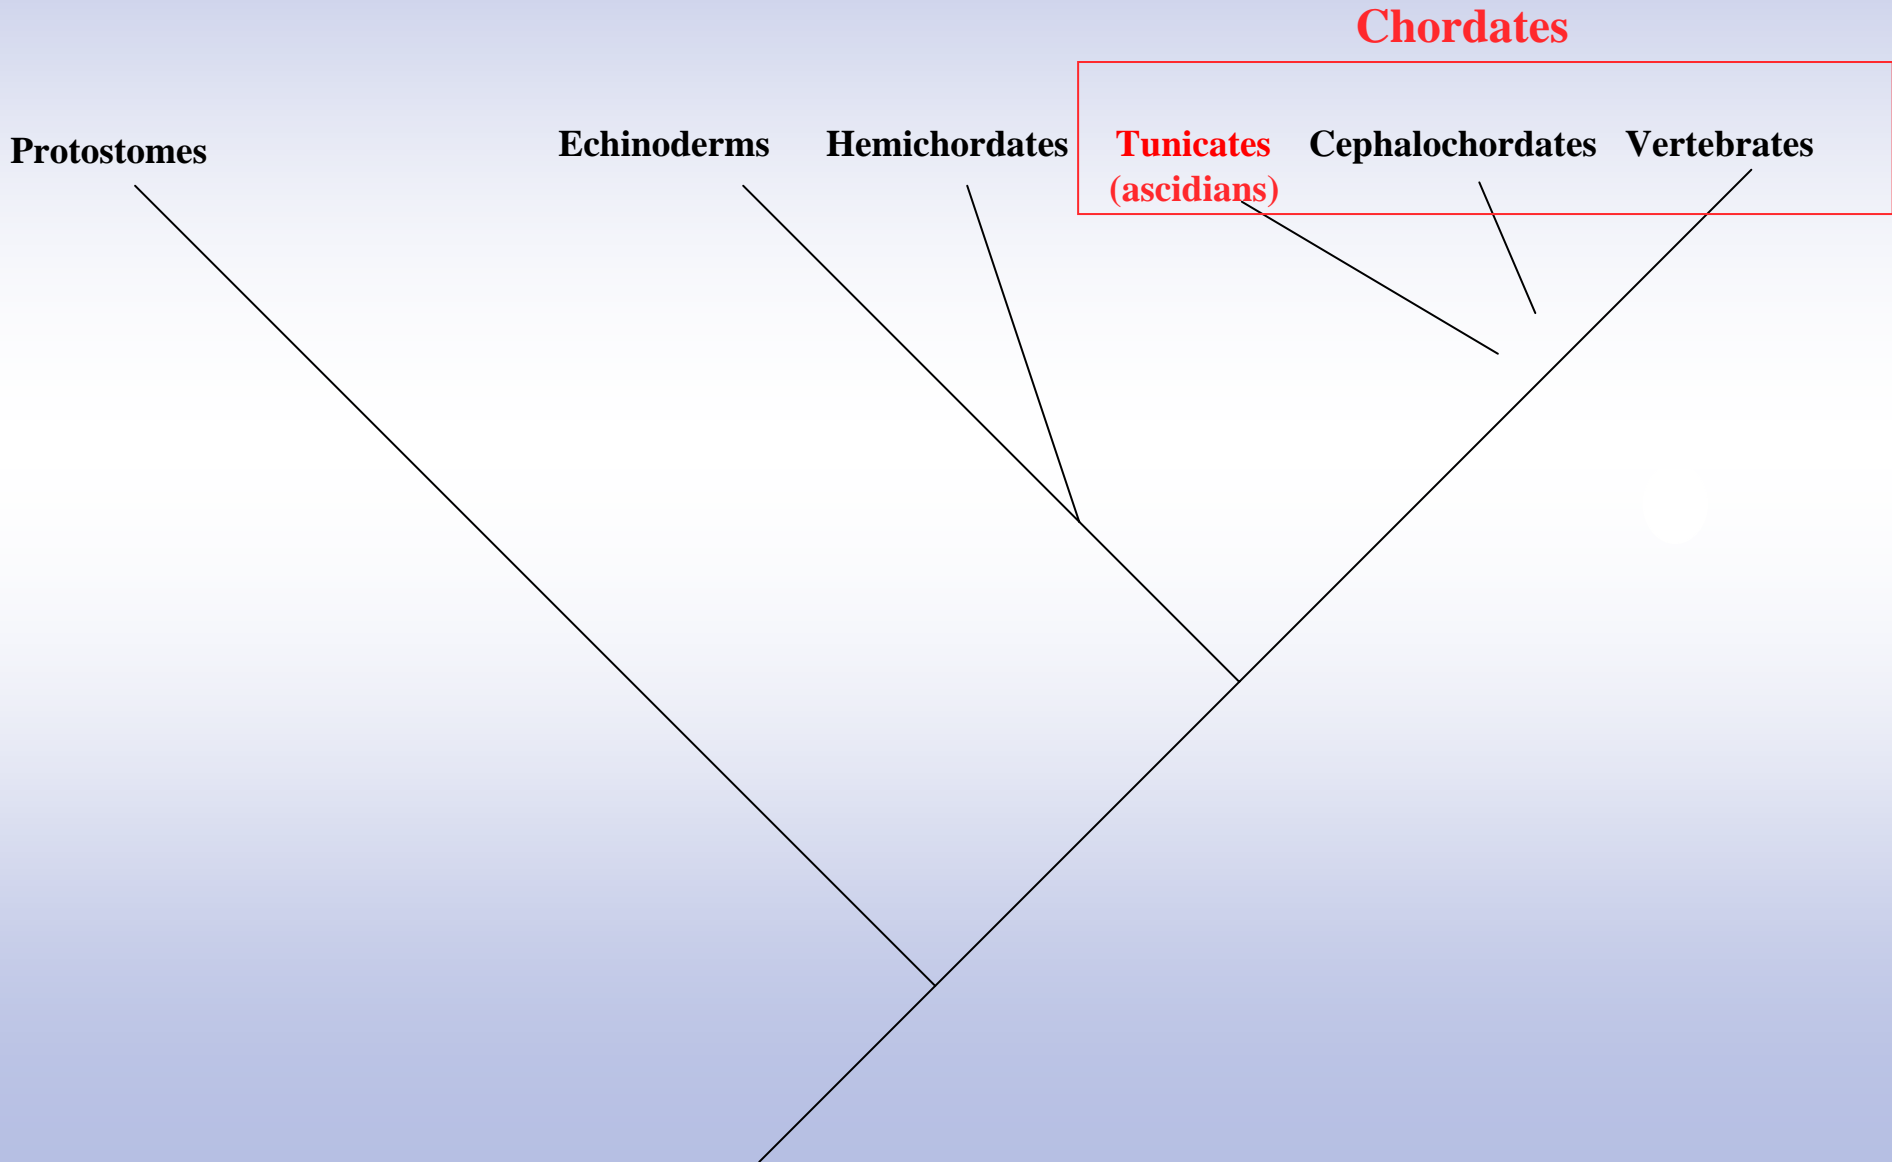 Chordates
Protostomes
Echinoderms
Hemichordates
Tunicates
(ascidians)
Cephalochordates
Vertebrates